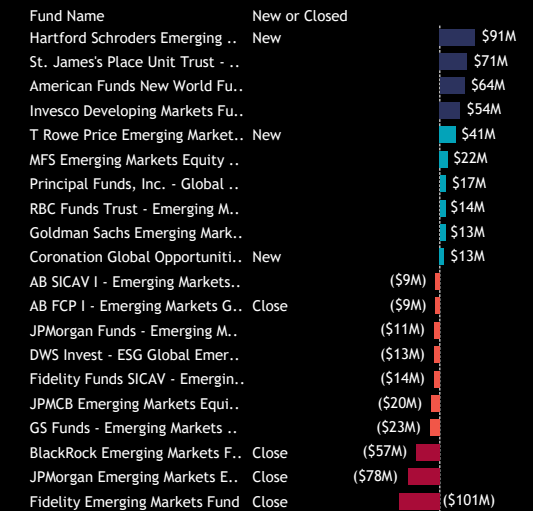 Fund Name New or Closed
Hartford Schroders Emerging .. New $91M
St. James's Place Unit Trust - .. $71M
American Funds New World Fu.. $64M
Invesco Developing Markets Fu.. $54M
T Rowe Price Emerging Market.. New $41M
MFS Emerging Markets Equity .. $22M
Principal Funds, Inc. - Global .. $17M
RBC Funds Trust - Emerging M.. $14M
Goldman Sachs Emerging Mark.. $13M
Coronation Global Opportuniti.. New $13M
AB SICAV I - Emerging Markets.. ($9M)
AB FCP I - Emerging Markets G.. Close ($9M)
JPMorgan Funds - Emerging M.. ($11M)
DWS Invest - ESG Global Emer.. ($13M)
Fidelity Funds SICAV - Emergin.. ($14M)
JPMCB Emerging Markets Equi.. ($20M)
GS Funds - Emerging Markets .. ($23M)
BlackRock Emerging Markets F.. Close ($57M)
JPMorgan Emerging Markets E.. Close ($78M)
Fidelity Emerging Markets Fund Close ($101M)